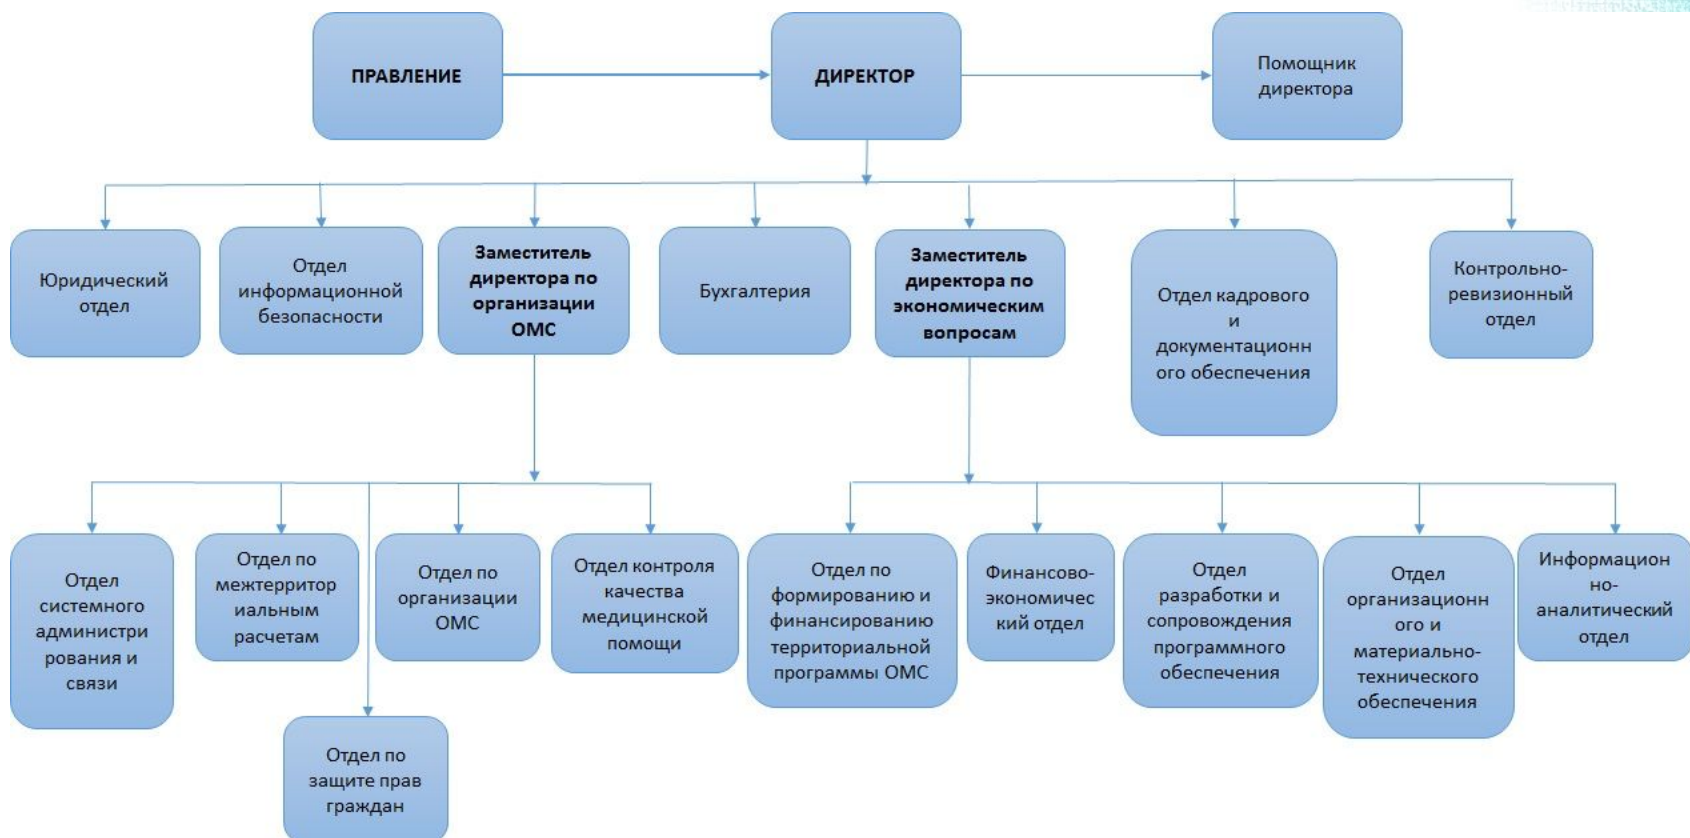 ПРАВЛЕНИЕ
ДИРЕКТОР
Помощник
директора
Юридический
отдел
Отдел
информационной
безопасности
Заместитель
директора по
организации
ОМС
Бухгалтерия
Заместитель
директора по
экономическим
вопросам
Отдел кадрового
и
документационн
ого обеспечения
Контрольно-
ревизионный
отдел
Отдел
системного
администри
рования и
связи
Отдел по
межтерритор
иальным
расчетам
Отдел по
организации
ОМС
Отдел контроля
качества
медицинской
помощи
Отдел по
формированию и
финансированию
территориальной
программы ОМС
Финансово-
экономичес
кий отдел
Отдел
разработки и
сопровождения
программного
обеспечения
Отдел
организационн
ого и
материально-
технического
обеспечения
Информацион
но-
аналитический
отдел
Отдел по
защите прав
граждан